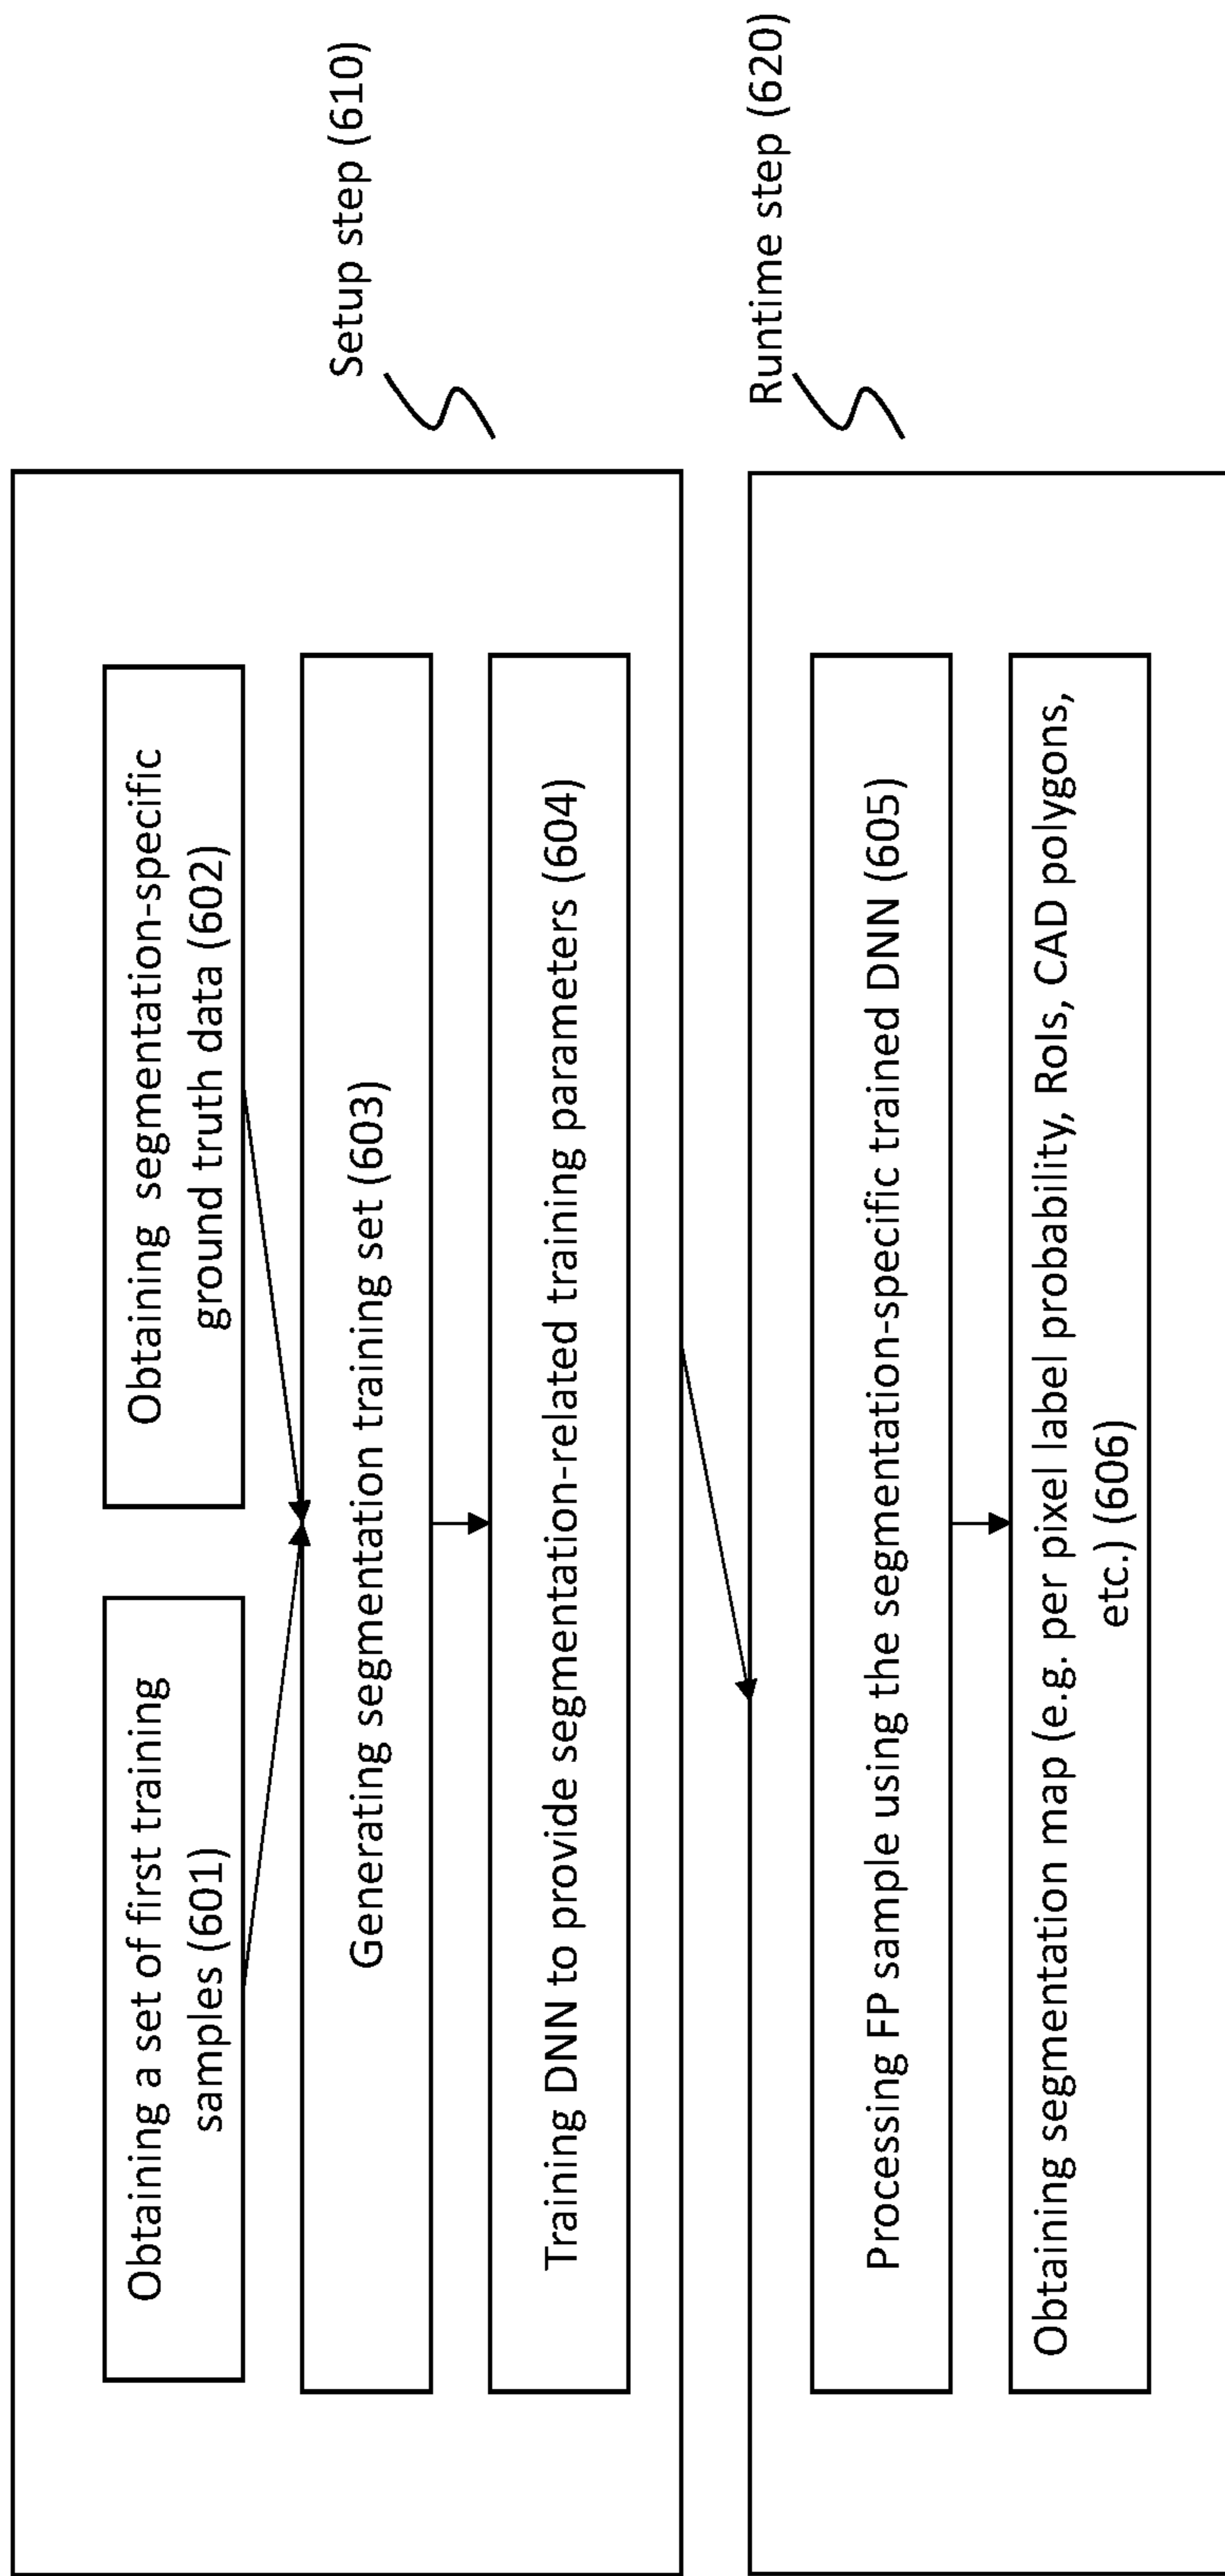 Obtaining a set of first training
samples (601)
Obtaining segmentation-specific
ground truth data (602)
Generating segmentation training set (603)
Training DNN to provide segmentation-related training parameters (604)
Setup step (610)
Processing FP sample using the segmentation-specific trained DNN (605)
Obtaining segmentation map (e.g. per pixel label probability, RoIs, CAD polygons,
etc.) (606)
Runtime step (620)